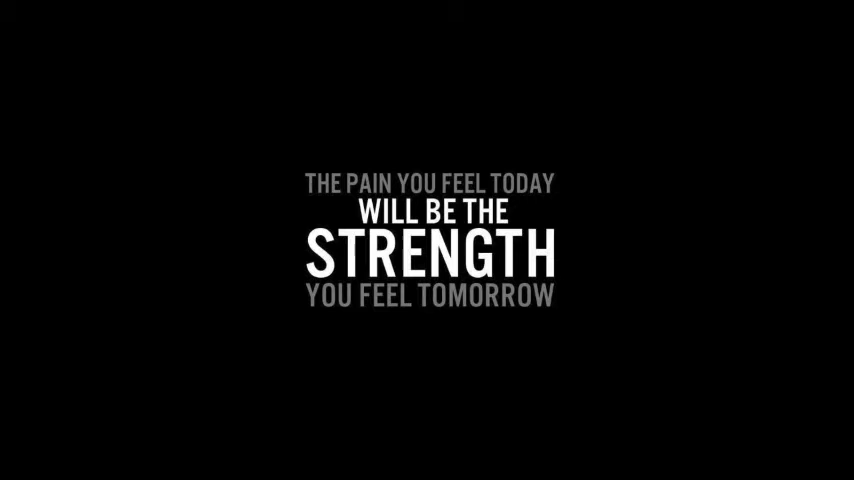 THE PAIN YOU FEEL TODAY
WILL BE THE
STRENGTH
YOU FEEL TOMORROW